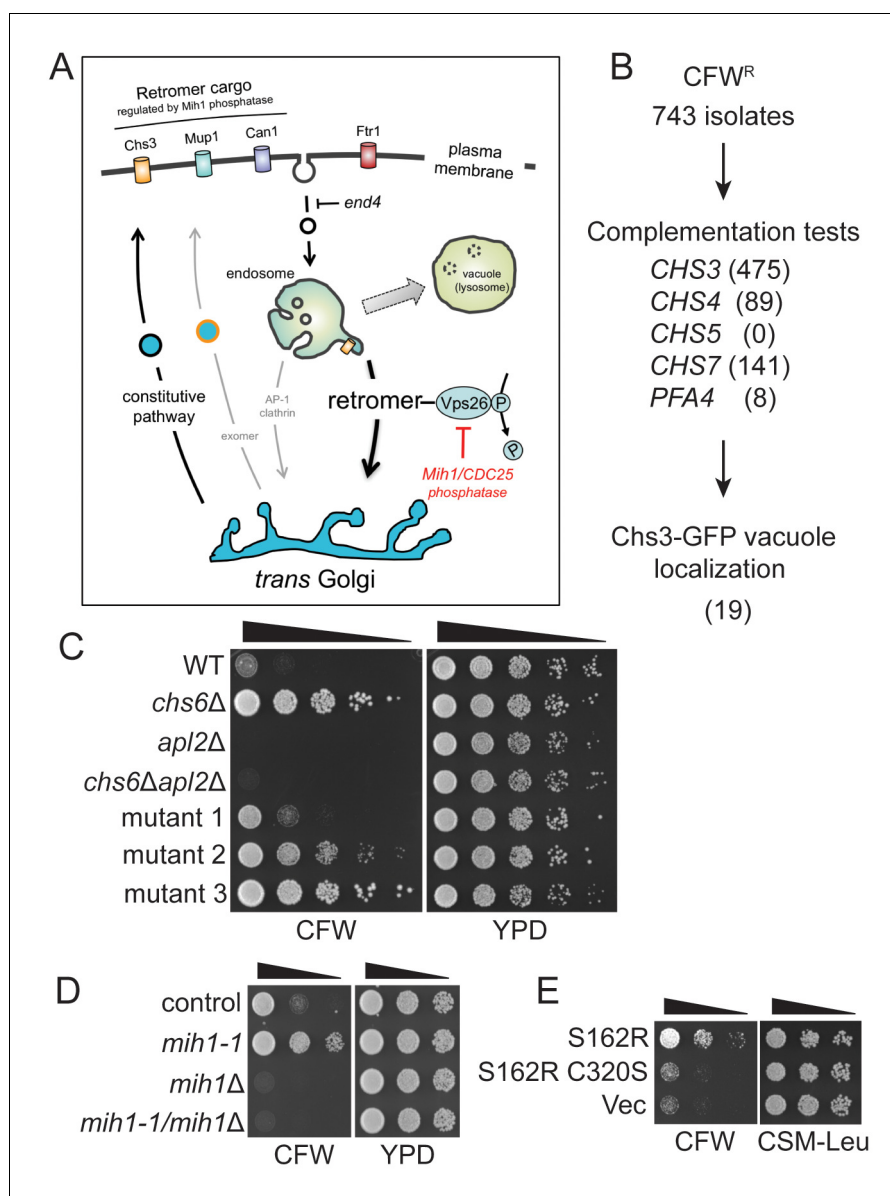 A
Retromer cargo
regulated by Mih1 phosphatase
Chs3
Mup1
Can1
Ftr1
plasma
membrane
end4
endosome
vacuole
(lysosome)
constitutive
pathway
exomer
AP-1
clathrin
retromer
Vps26
P
P
Mih1/CDC25
phosphatase
trans Golgi
B
CFWR
743 isolates
Complementation tests
CHS3 (475)
CHS4 (89)
CHS5 (0)
CHS7 (141)
PFA4 (8)
Chs3-GFP vacuole
localization
(19)
C
WT
chs6Δ
apl2Δ
chs6Δapl2Δ
mutant 1
mutant 2
mutant 3
CFW
YPD
D
control
mih1-1
mih1Δ
mih1-1/mih1Δ
CFW
YPD
E
S162R
S162R C320S
Vec
CFW
CSM-Leu